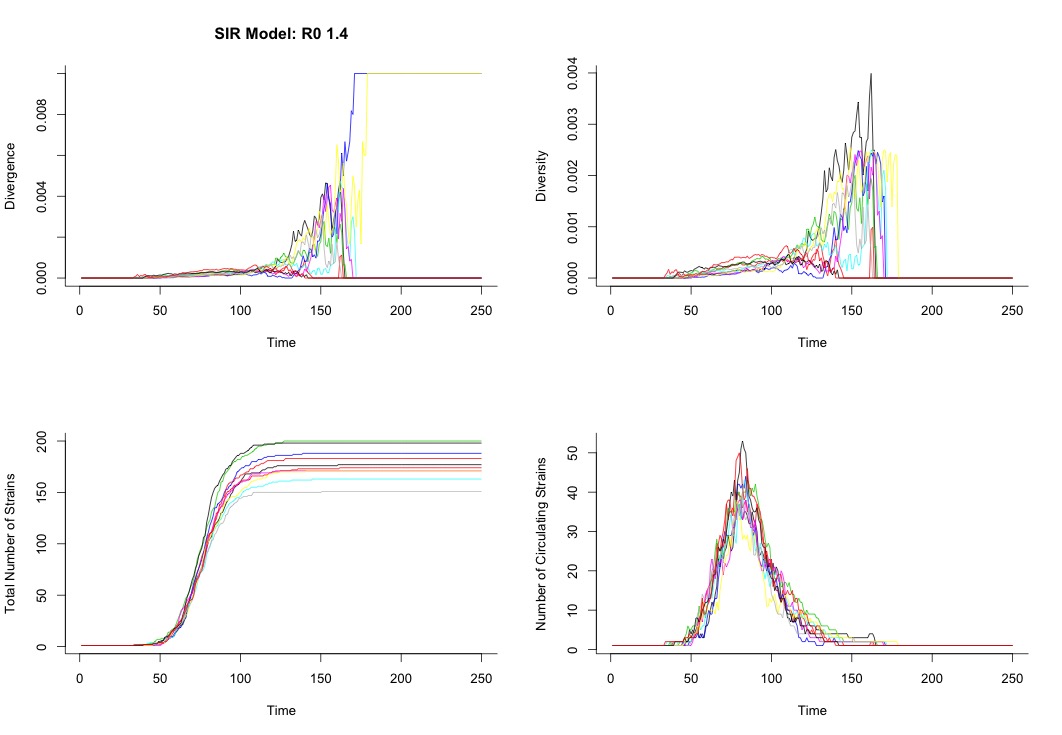 SIR Model: R0 1.4
Divergence
0.000 0.004 0.008
0 50 100 150 200 250
Time
Diversity
0.000 0.001 0.002 0.003 0.004
0 50 100 150 200 250
Time
Total Number of Strains
0 50 100 150 200
0 50 100 150 200 250
Time
Number of Circulating Strains
0 10 20 30 40 50
0 50 100 150 200 250
Time